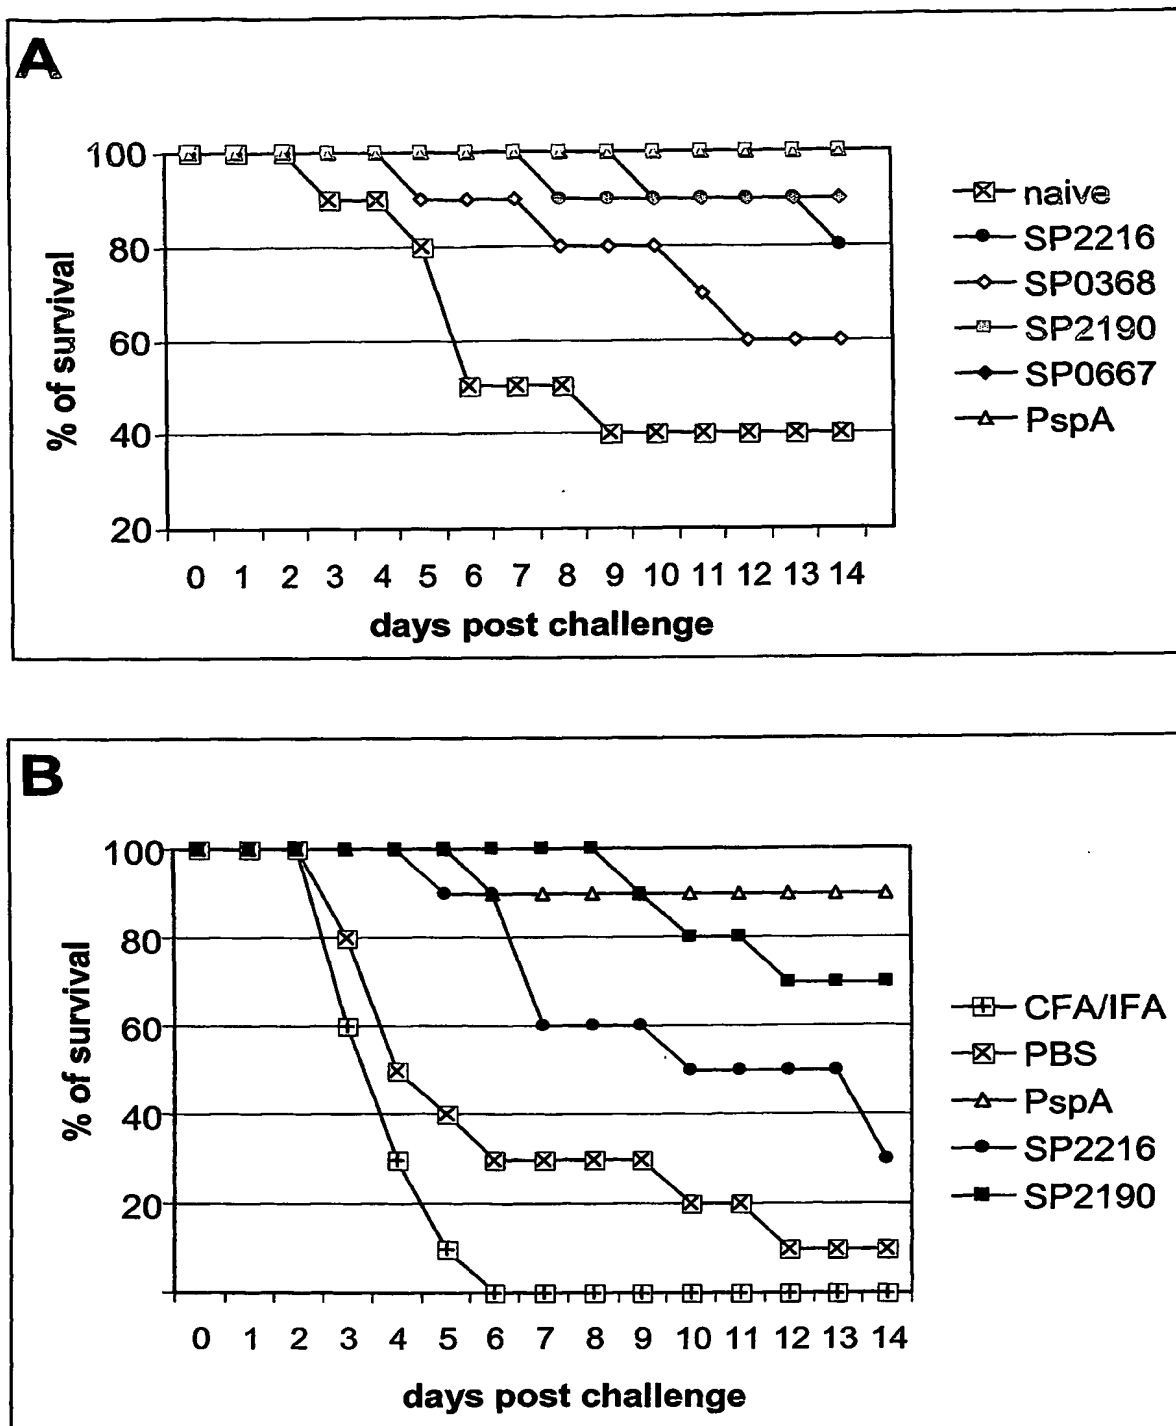 A
100
80
60
40
20
% of survival
0 1 2 3 4 5 6 7 8 9 10 11 12 13 14
days post challenge
naive
SP2216
SP0368
SP2190
SP0667
PspA
B
100
80
60
40
20
% of survival
0 1 2 3 4 5 6 7 8 9 10 11 12 13 14
days post challenge
CFA/IFA
PBS
PspA
SP2216
SP2190